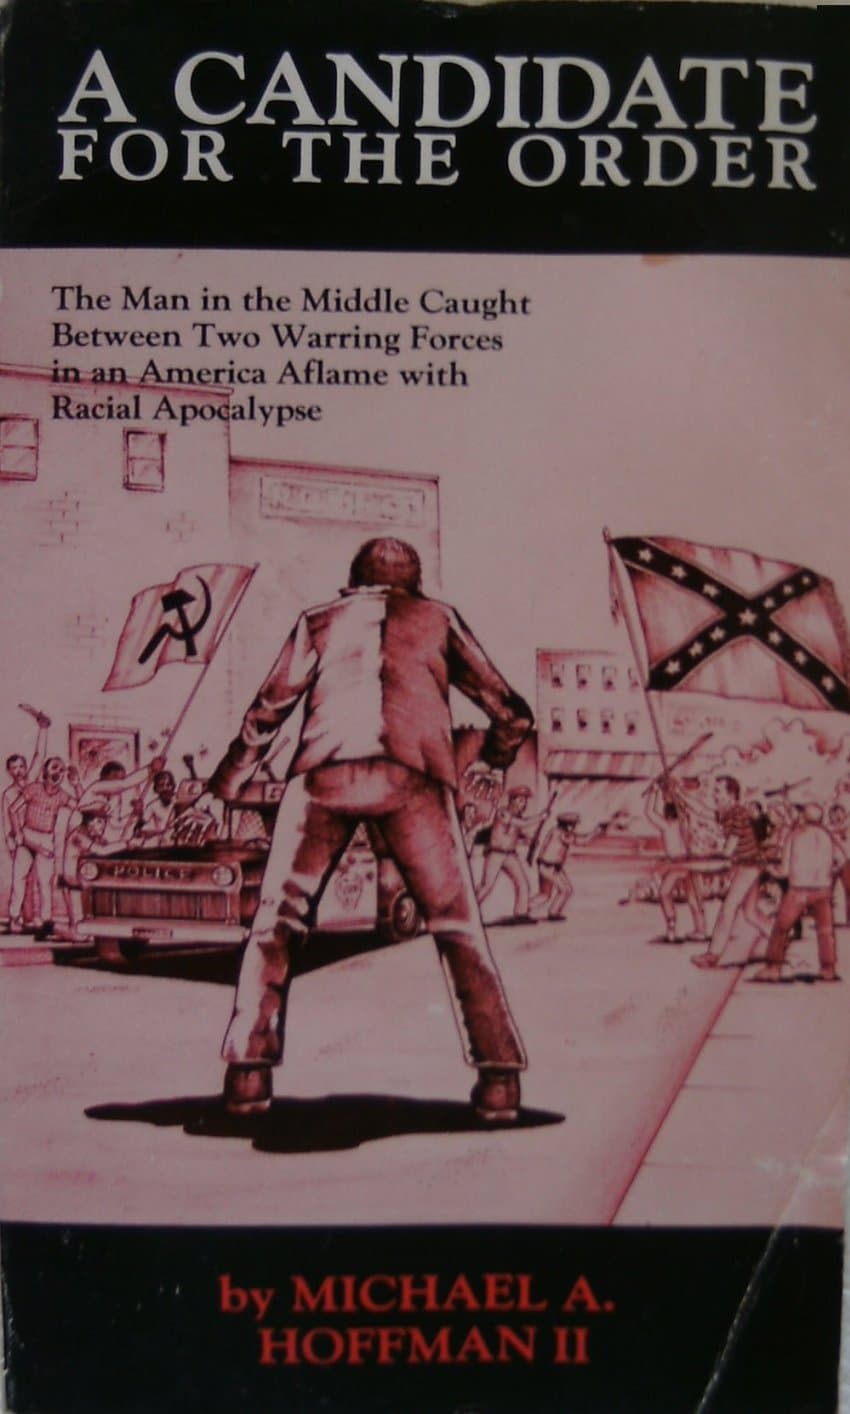 A CANDIDATE
FOR THE ORDER
The Man in the Middle Caught
Between Two Warring Forces
in an America Aflame with
Racial Apocalypse
POLICE
by MICHAEL A.
HOFFMAN II